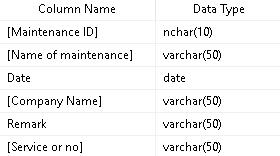 Column Name Data Type
[Maintenance ID] nchar(10)
[Name of maintenance] varchar(50)
Date date
[Company Name] varchar(50)
Remark varchar(50)
[Service or no] varchar(50)